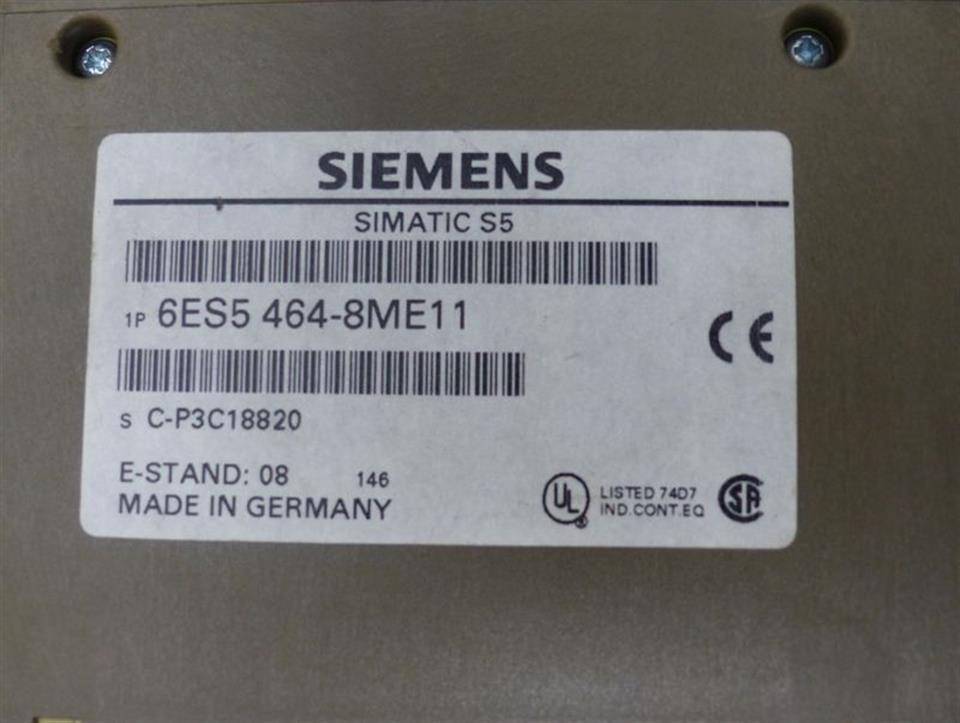 SIEMENS
SIMATIC S5
1P 6ES5 464-8ME11
CE
S C-P3C18820
E-STAND: 08 146
MADE IN GERMANY
UL LISTED 74D7 SA
® IND.CONT.EQ